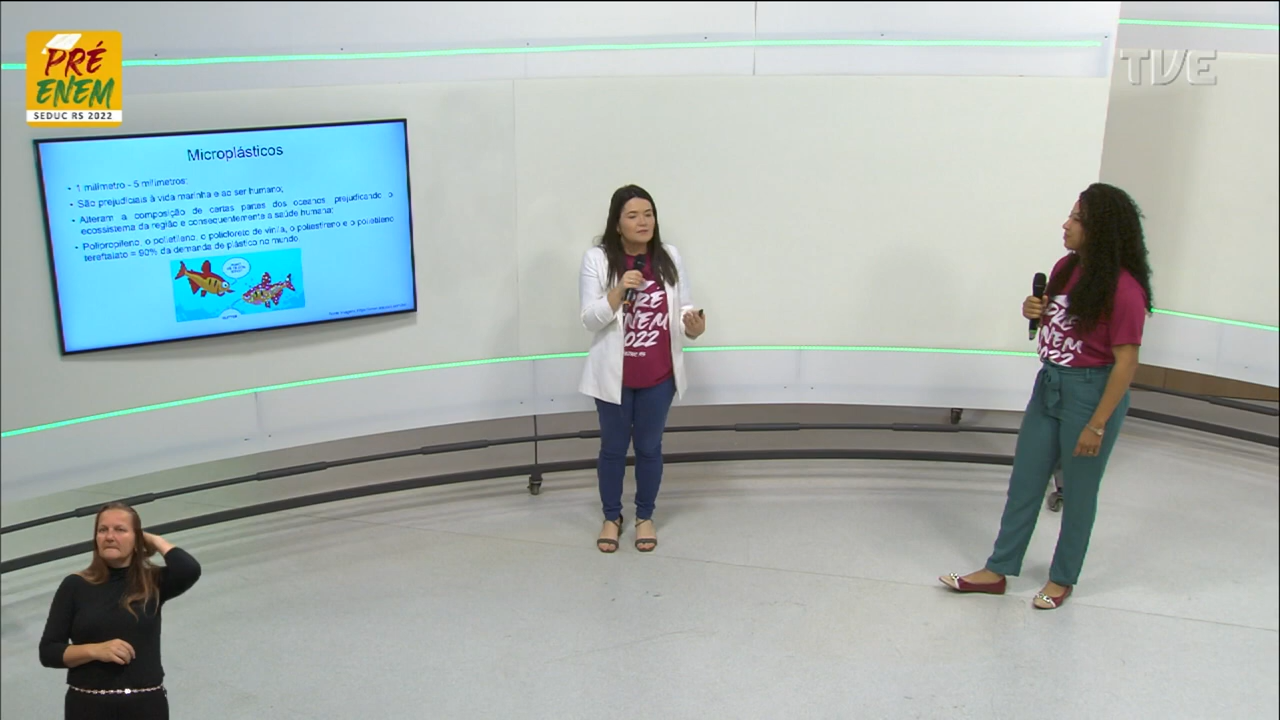 PRÉ
ENEM
SEDUC RS 2022
TVE
Microplásticos
• 1 milímetro - 5 milímetros;
• São prejudiciais à vida marinha e ao ser humano;
• Alteram a composição de certas partes dos oceanos, prejudicando o
ecossistema da região e consequentemente a saúde humana;
• Polipropileno, o polietileno, o policloreto de vinila, o poliestireno e o polietileno
tereftalato = 90% da demanda de plástico no mundo
PRÉ
ENEM
2022
SEDUC RS
PRÉ
ENEM
2022